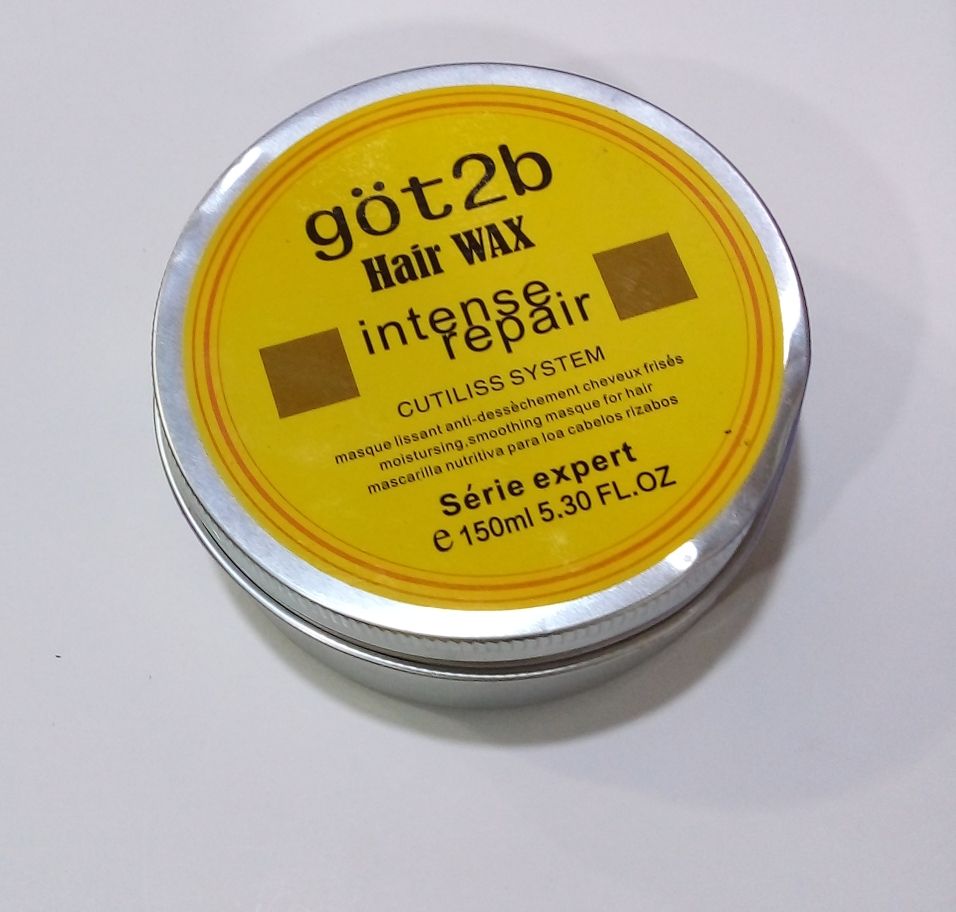 göt2b
Hair WAX
intense
repair
CUTILISS SYSTEM
masque lissant anti-dessèchement cheveux frisés
moistursing,smoothing masque for hair
mascarilla nutritiva para loa cabelos rizabos
Série expert
e 150ml 5.30 FL.OZ